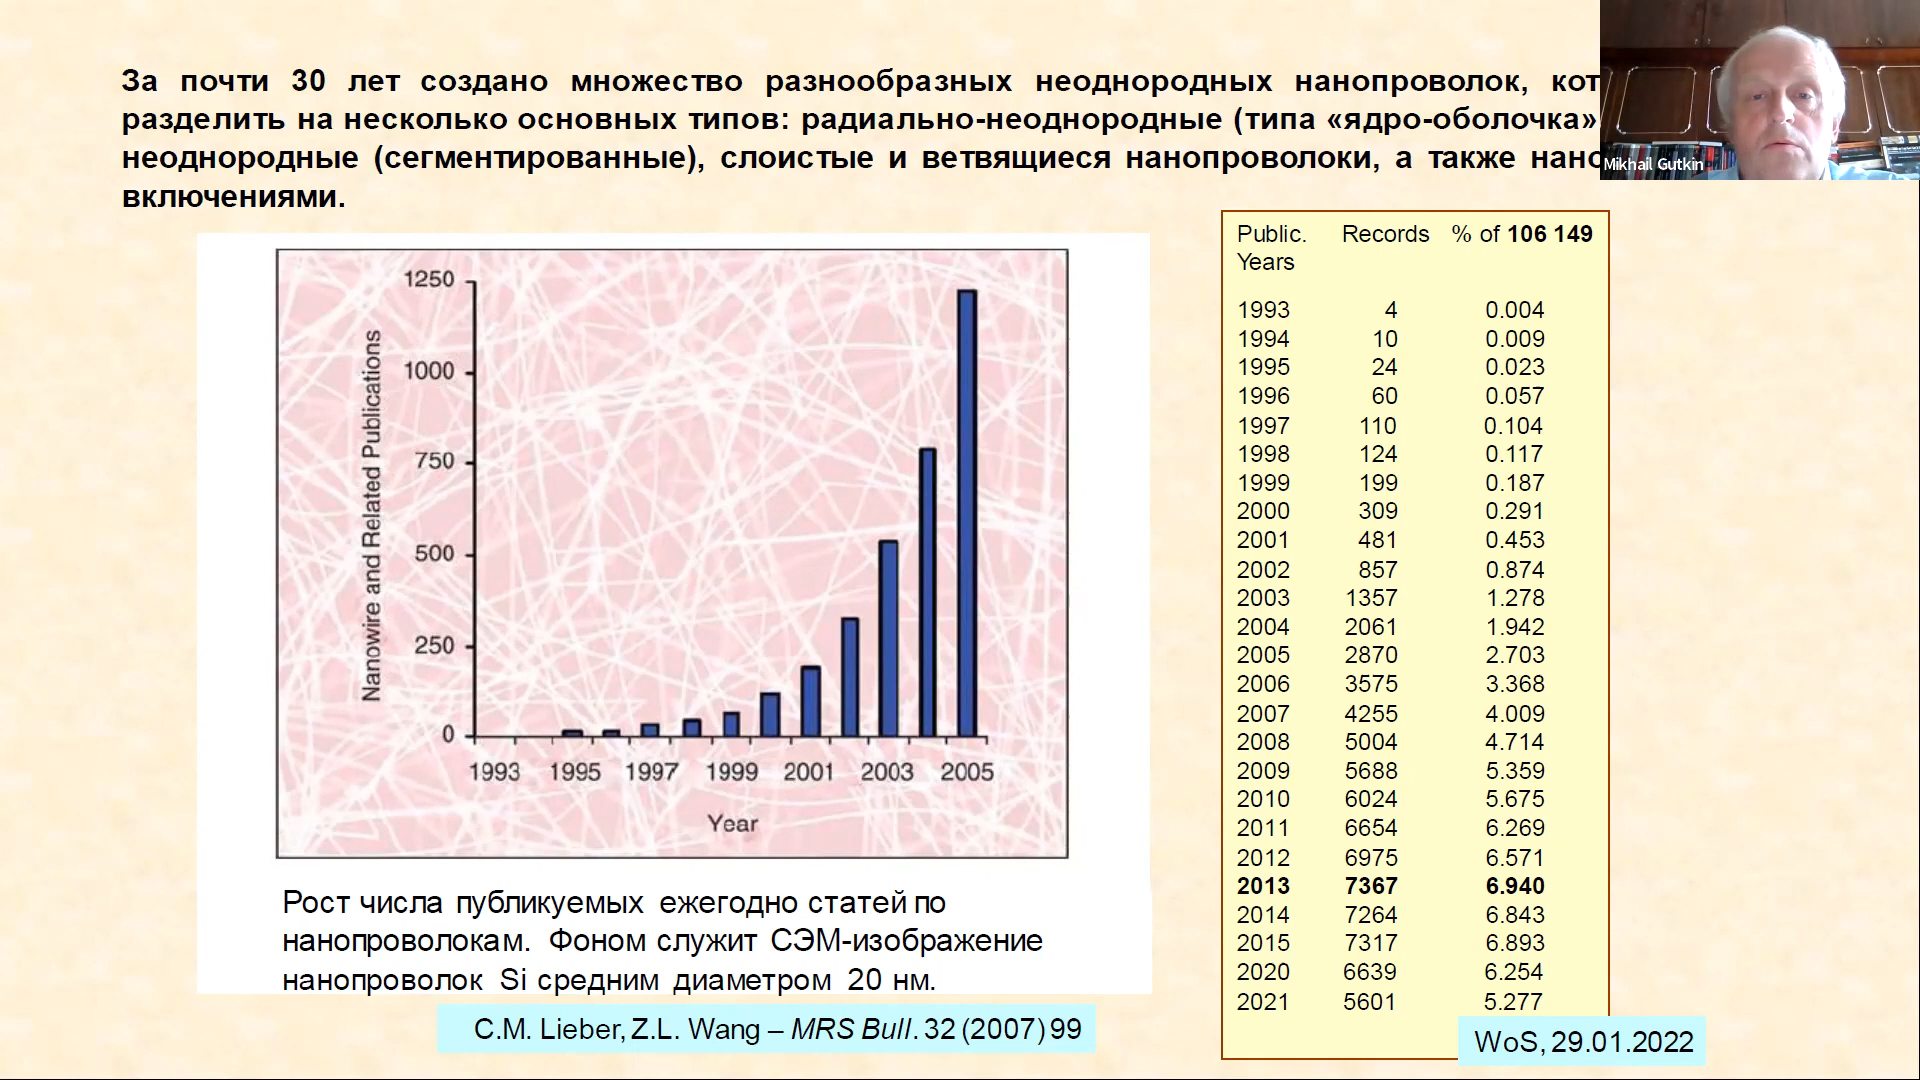 За почти 30 лет создано множество разнообразных неоднородных нанопроволок, кот
разделить на несколько основных типов: радиально-неоднородные (типа «ядро-оболочка»
неоднородные (сегментированные), слоистые и ветвящиеся нанопроволоки, а также нано
включениями.
Mikhail Gutkin
1250
1000
750
500
250
0
Nanowire and Related Publications
1993 1995 1997 1999 2001 2003 2005
Year
Рост числа публикуемых ежегодно статей по
нанопроволокам. Фоном служит СЭМ-изображение
нанопроволок Si средним диаметром 20 нм.
C.M. Lieber, Z.L. Wang – MRS Bull. 32 (2007) 99
Public. Records % of 106 149
Years
1993 4 0.004
1994 10 0.009
1995 24 0.023
1996 60 0.057
1997 110 0.104
1998 124 0.117
1999 199 0.187
2000 309 0.291
2001 481 0.453
2002 857 0.874
2003 1357 1.278
2004 2061 1.942
2005 2870 2.703
2006 3575 3.368
2007 4255 4.009
2008 5004 4.714
2009 5688 5.359
2010 6024 5.675
2011 6654 6.269
2012 6975 6.571
2013 7367 6.940
2014 7264 6.843
2015 7317 6.893
2020 6639 6.254
2021 5601 5.277
WoS, 29.01.2022